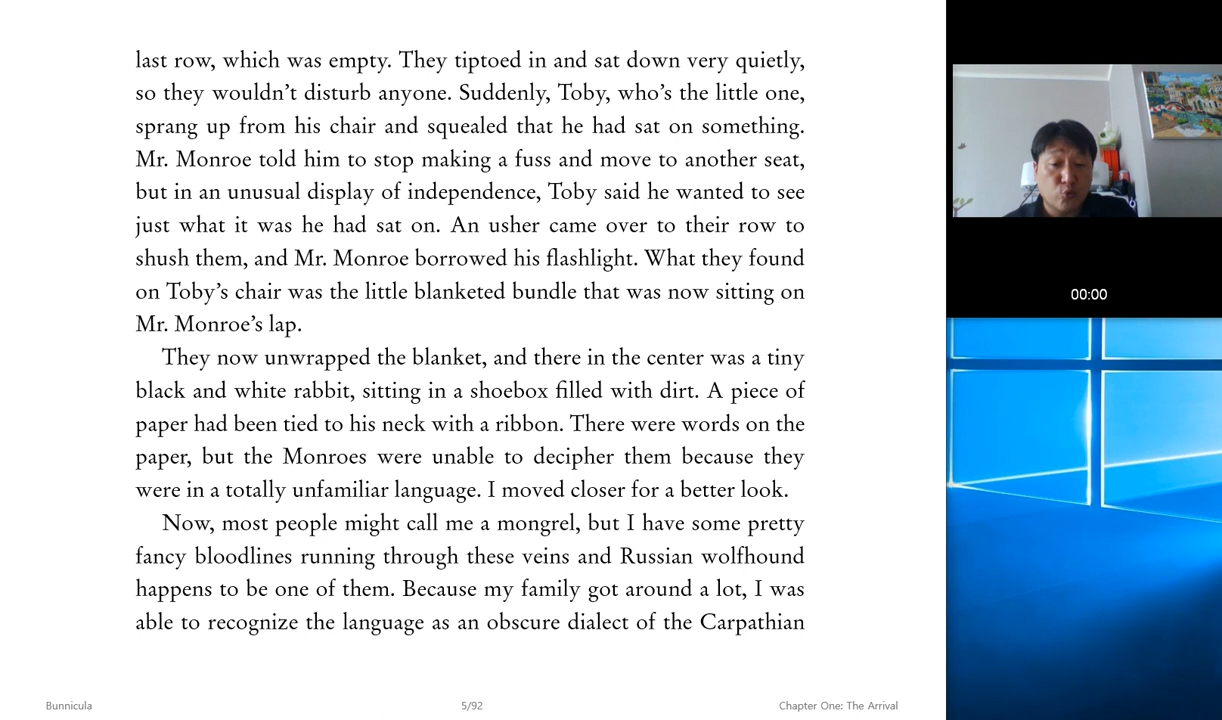 last row, which was empty. They tiptoed in and sat down very quietly,
so they wouldn’t disturb anyone. Suddenly, Toby, who’s the little one,
sprang up from his chair and squealed that he had sat on something.
Mr. Monroe told him to stop making a fuss and move to another seat,
but in an unusual display of independence, Toby said he wanted to see
just what it was he had sat on. An usher came over to their row to
shush them, and Mr. Monroe borrowed his flashlight. What they found
on Toby’s chair was the little blanketed bundle that was now sitting on
Mr. Monroe’s lap.
They now unwrapped the blanket, and there in the center was a tiny
black and white rabbit, sitting in a shoebox filled with dirt. A piece of
paper had been tied to his neck with a ribbon. There were words on the
paper, but the Monroes were unable to decipher them because they
were in a totally unfamiliar language. I moved closer for a better look.
Now, most people might call me a mongrel, but I have some pretty
fancy bloodlines running through these veins and Russian wolfhound
happens to be one of them. Because my family got around a lot, I was
able to recognize the language as an obscure dialect of the Carpathian
Bunnicula
5/92
Chapter One: The Arrival
00:00